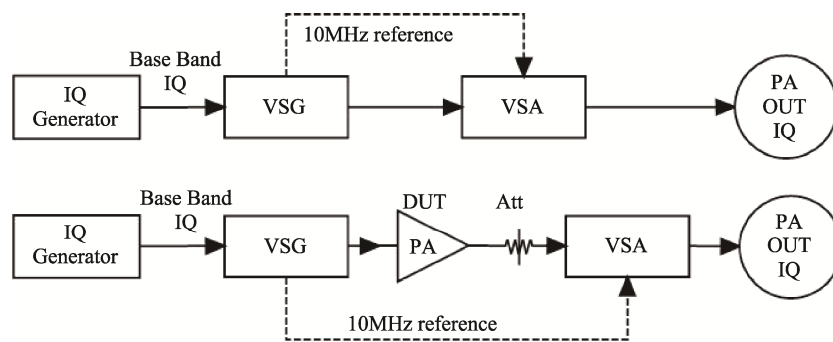 10MHz reference
Base Band
IQ
IQ
Generator
VSG
VSA
PA
OUT
IQ
Base Band
IQ
DUT
Att
IQ
Generator
VSG
PA
VSA
PA
OUT
IQ
10MHz reference